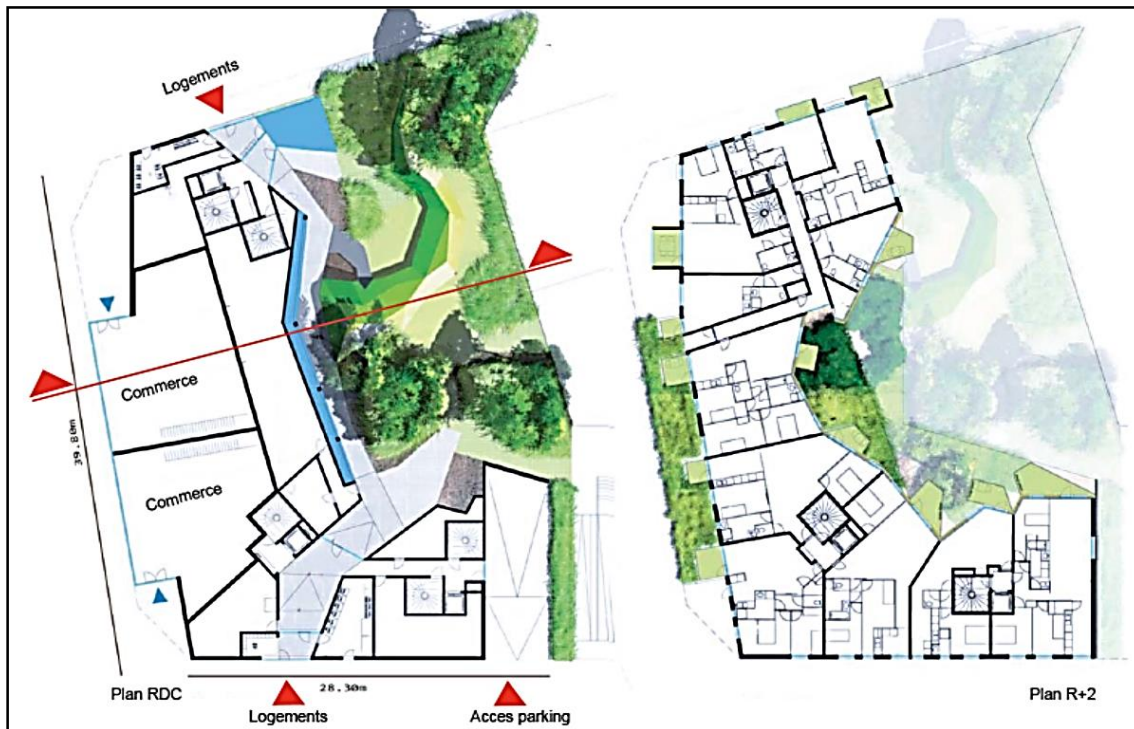 Logements
Commerce
Commerce
39.80m
Plan RDC
28.30m
Logements
Acces parking
Plan R+2